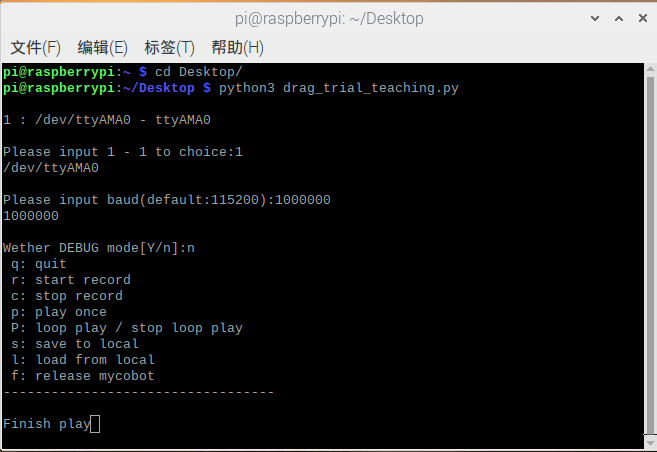 pi@raspberrypi: ~/Desktop
文件(F) 编辑(E) 标签(T) 帮助(H)
pi@raspberrypi:~ $ cd Desktop/
pi@raspberrypi:~/Desktop $ python3 drag_trial_teaching.py
1 : /dev/ttyAMA0 - ttyAMA0
Please input 1 - 1 to choice:1
/dev/ttyAMA0
Please input baud(default:115200):1000000
1000000
Wether DEBUG mode[Y/n]:n
q: quit
r: start record
c: stop record
p: play once
P: loop play / stop loop play
s: save to local
l: load from local
f: release mycobot
----------------------------------
Finish play